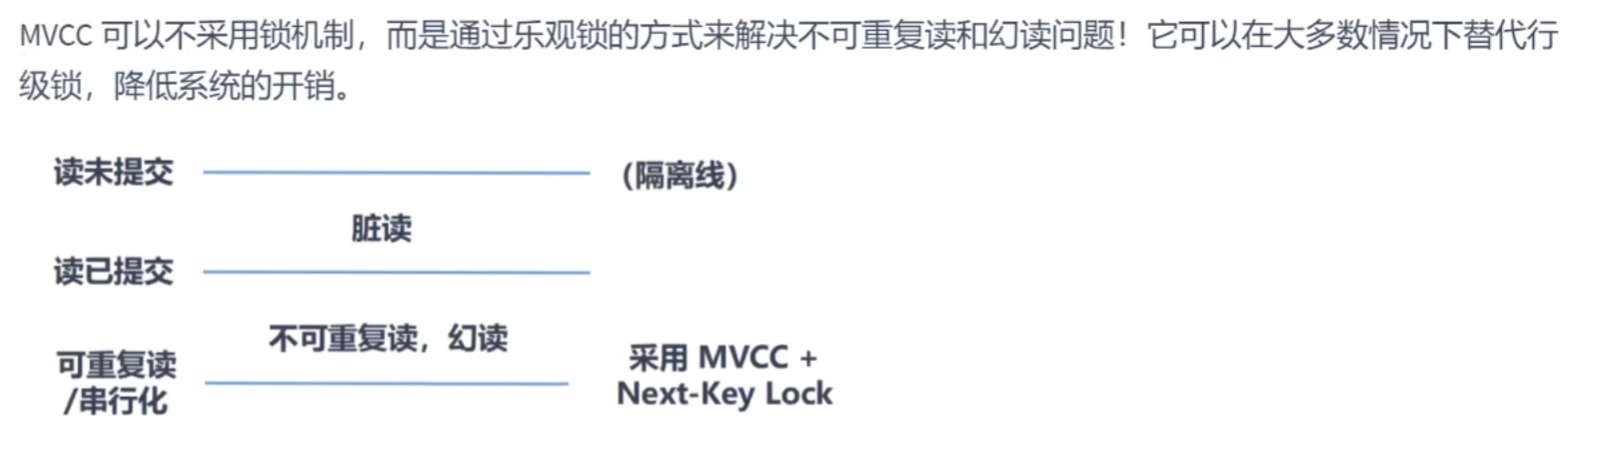 MVCC 可以不采用锁机制，而是通过乐观锁的方式来解决不可重复读和幻读问题！它可以在大多数情况下替代行
级锁，降低系统的开销。
读未提交
（隔离线）
脏读
读已提交
不可重复读，幻读
可重复读
/串行化
采用 MVCC +
Next-Key Lock